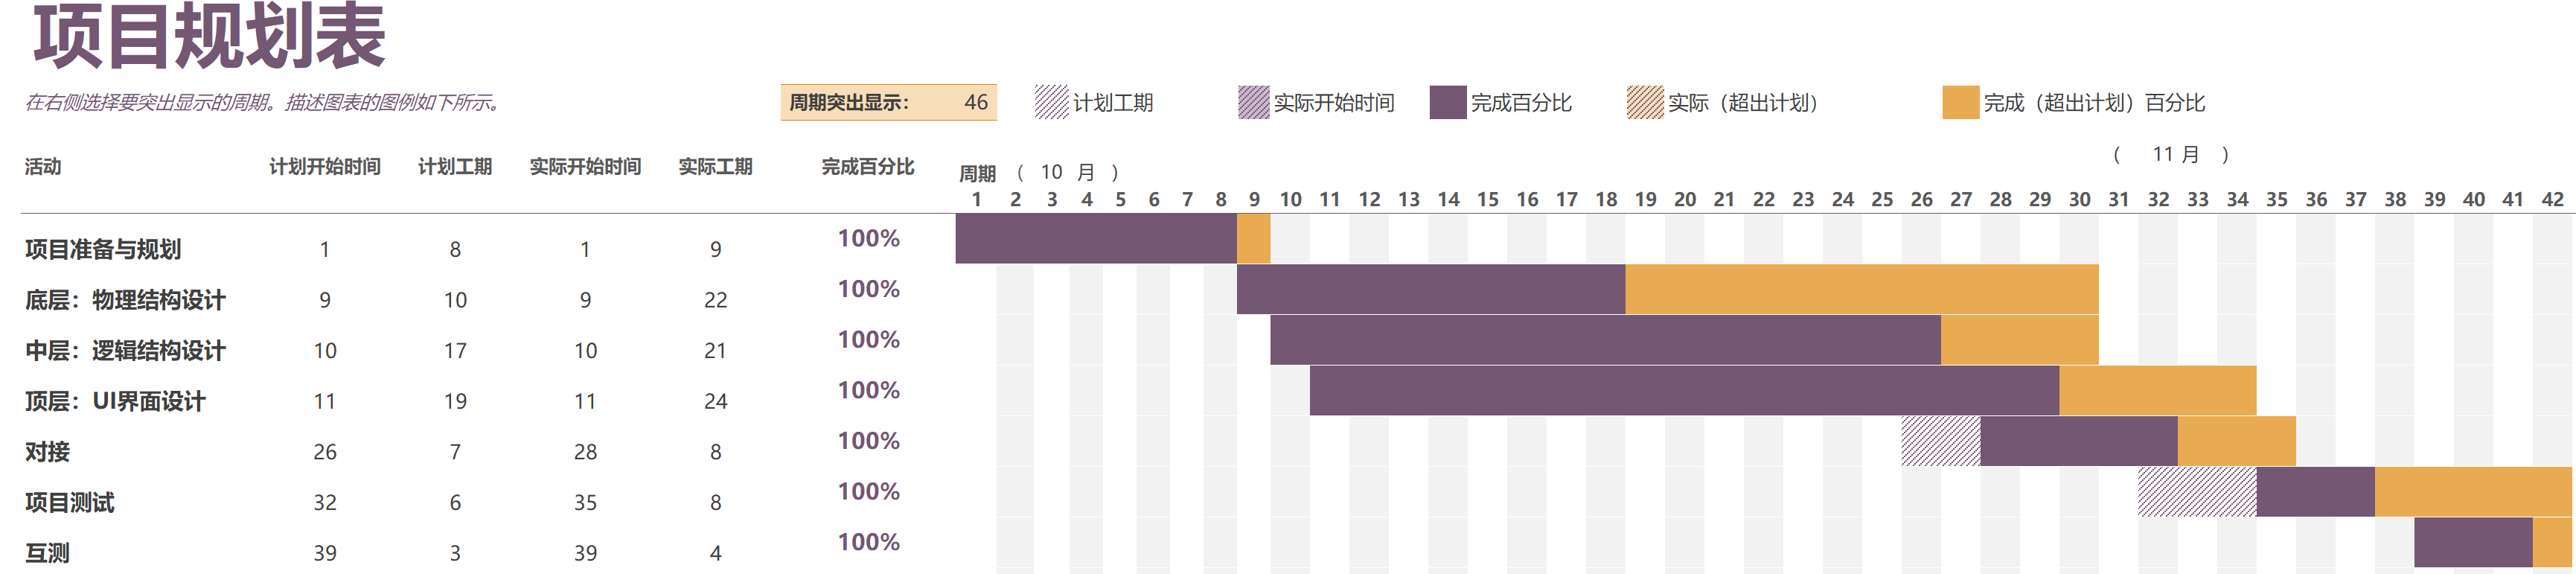 项目规划表
在右侧选择要突出显示的周期。描述图表的图例如下所示。
周期突出显示： 46 计划工期 实际开始时间 完成百分比 实际（超出计划） 完成（超出计划）百分比
活动 计划开始时间 计划工期 实际开始时间 实际工期 完成百分比 周期 （ 10 月 ） （ 11 月 ）
1 2 3 4 5 6 7 8 9 10 11 12 13 14 15 16 17 18 19 20 21 22 23 24 25 26 27 28 29 30 31 32 33 34 35 36 37 38 39 40 41 42
项目准备与规划 1 8 1 9 100%
底层：物理结构设计 9 10 9 22 100%
中层：逻辑结构设计 10 17 10 21 100%
顶层：UI界面设计 11 19 11 24 100%
对接 26 7 28 8 100%
项目测试 32 6 35 8 100%
互测 39 3 39 4 100%